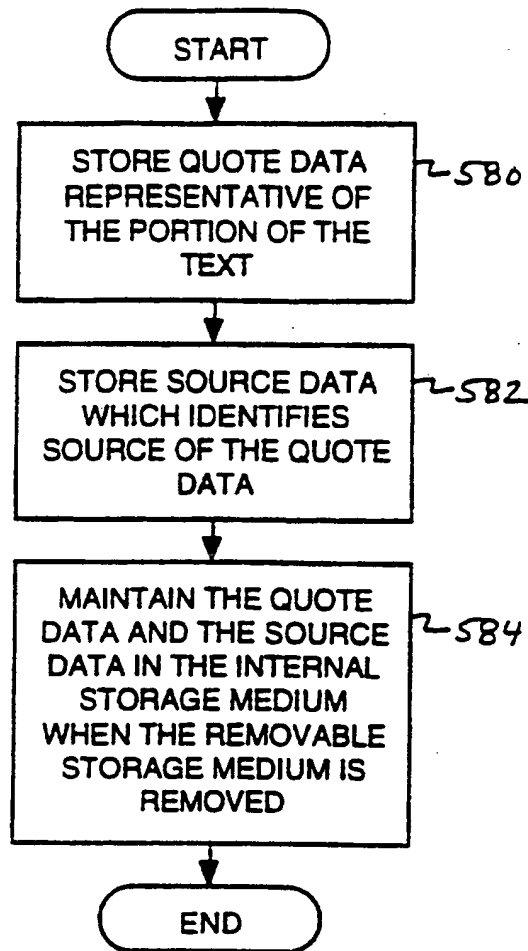 START
STORE QUOTE DATA
REPRESENTATIVE OF
THE PORTION OF THE
TEXT
580
STORE SOURCE DATA
WHICH IDENTIFIES
SOURCE OF THE QUOTE
DATA
582
MAINTAIN THE QUOTE
DATA AND THE SOURCE
DATA IN THE INTERNAL
STORAGE MEDIUM
WHEN THE REMOVABLE
STORAGE MEDIUM IS
REMOVED
584
END